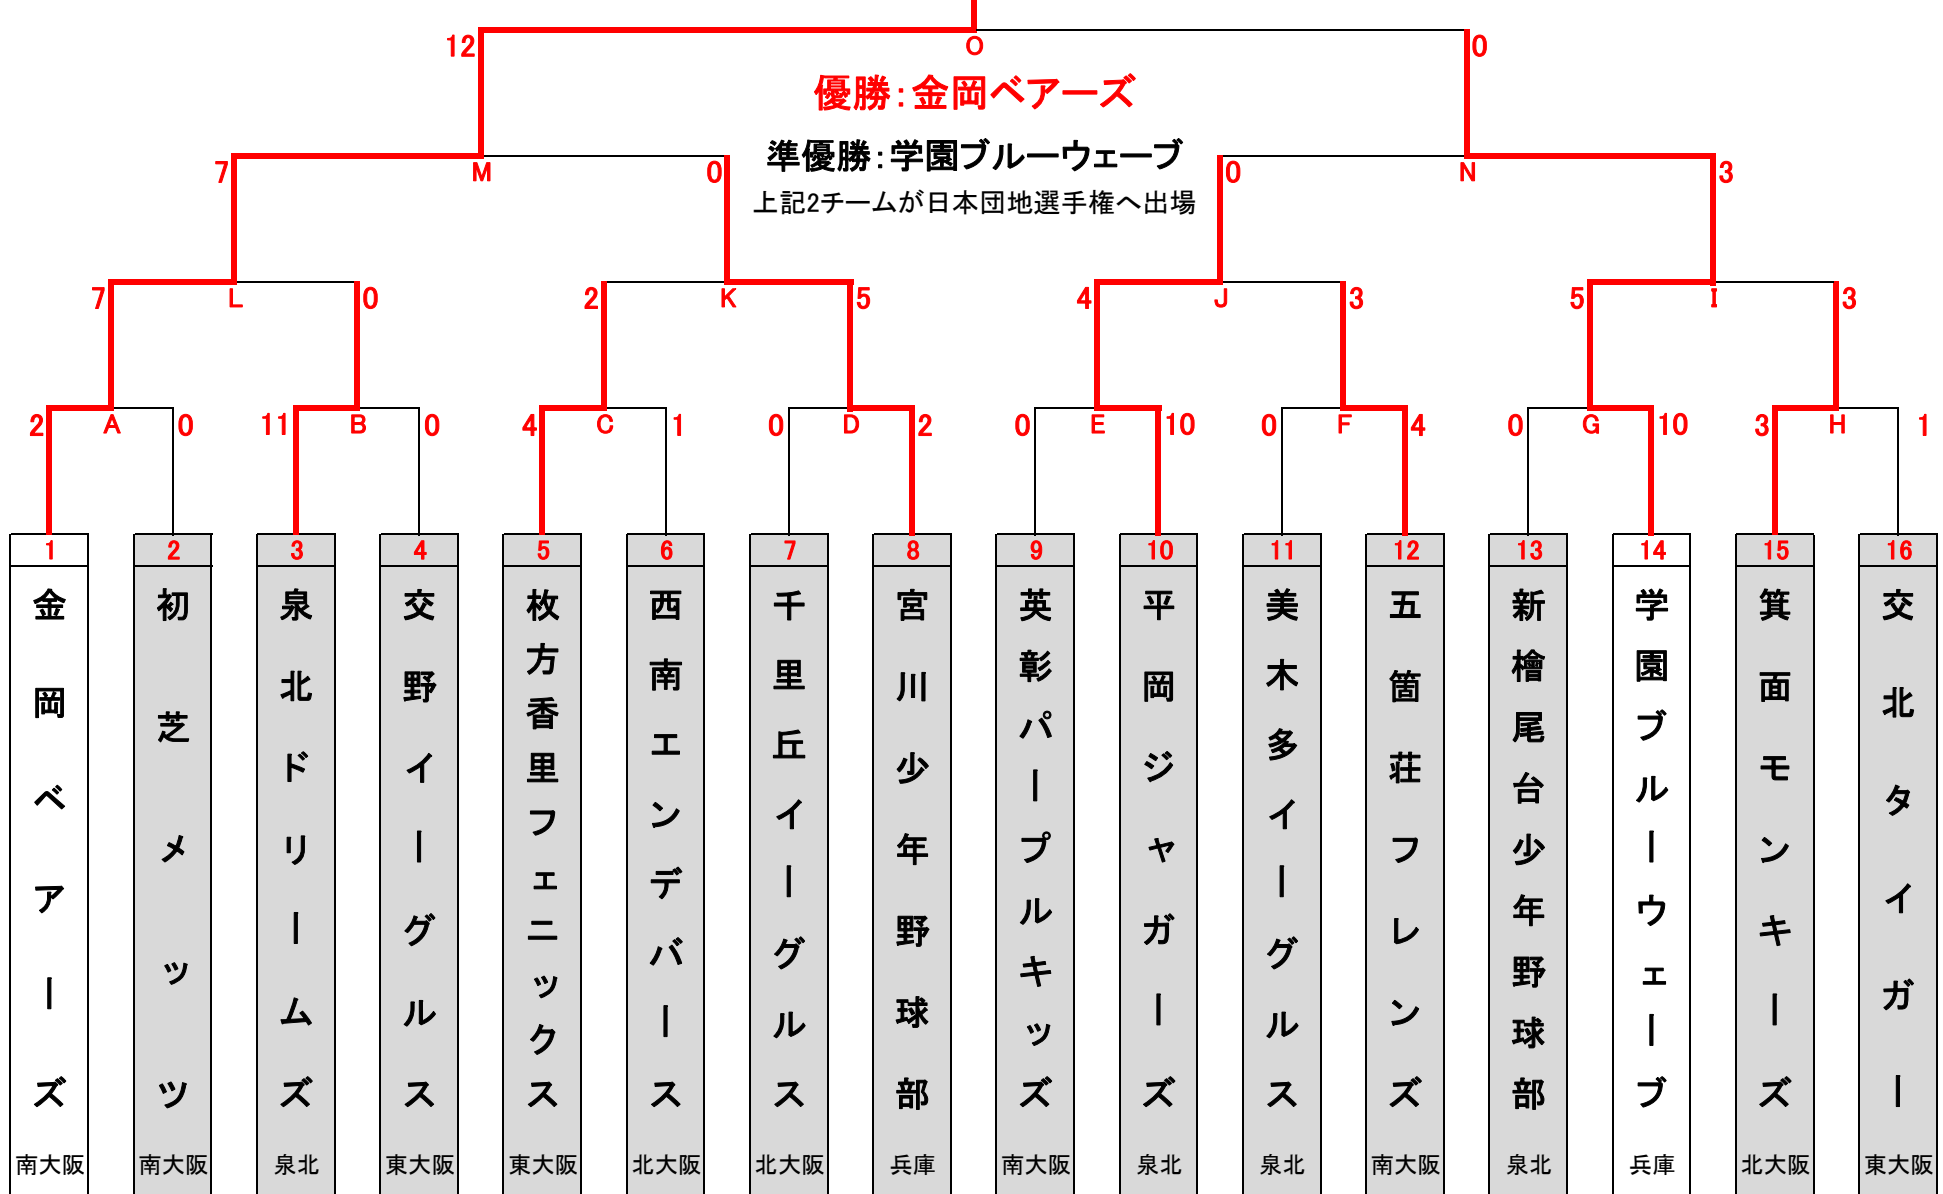 12 O 0
優勝：金岡ベアーズ
準優勝：学園ブルーウェーブ
7 M 0 0 N 3
上記2チームが日本団地選手権へ出場
7 L 0 2 K 5 4 J 3 5 I 3
2 A 0 11 B 0 4 C 1 0 D 2 0 E 10 0 F 4 0 G 10 3 H 1
1 2 3 4 5 6 7 8 9 10 11 12 13 14 15 16
金岡ベアーズ
初芝メッツ
泉北ドリームズ
交野イーグルス
枚方香里フェニックス
西南エンデバース
千里丘イーグルス
宮川少年野球部
英彰パープルキッズ
平岡ジャガーズ
美木多イーグルス
五箇荘フレンズ
新檜尾台少年野球部
学園ブルーウェーブ
箕面モンキーズ
交北タイガー
南大阪 南大阪 泉北 東大阪 東大阪 北大阪 北大阪 兵庫 南大阪 泉北 泉北 南大阪 泉北 兵庫 北大阪 東大阪